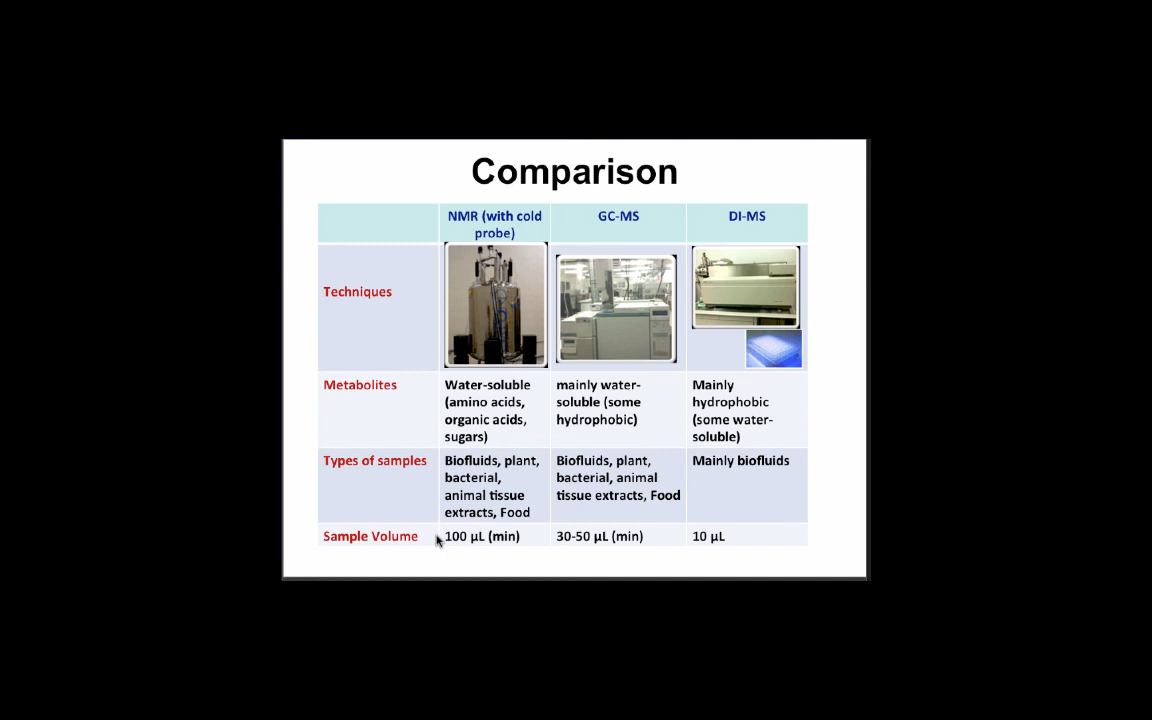 Comparison
NMR (with cold
probe)
GC-MS
DI-MS
Techniques
Metabolites
Water-soluble
(amino acids,
organic acids,
sugars)
mainly water-
soluble (some
hydrophobic)
Mainly
hydrophobic
(some water-
soluble)
Types of samples
Biofluids, plant,
bacterial,
animal tissue
extracts, Food
Biofluids, plant,
bacterial, animal
tissue extracts, Food
Mainly biofluids
Sample Volume
100 µL (min)
30-50 µL (min)
10 µL